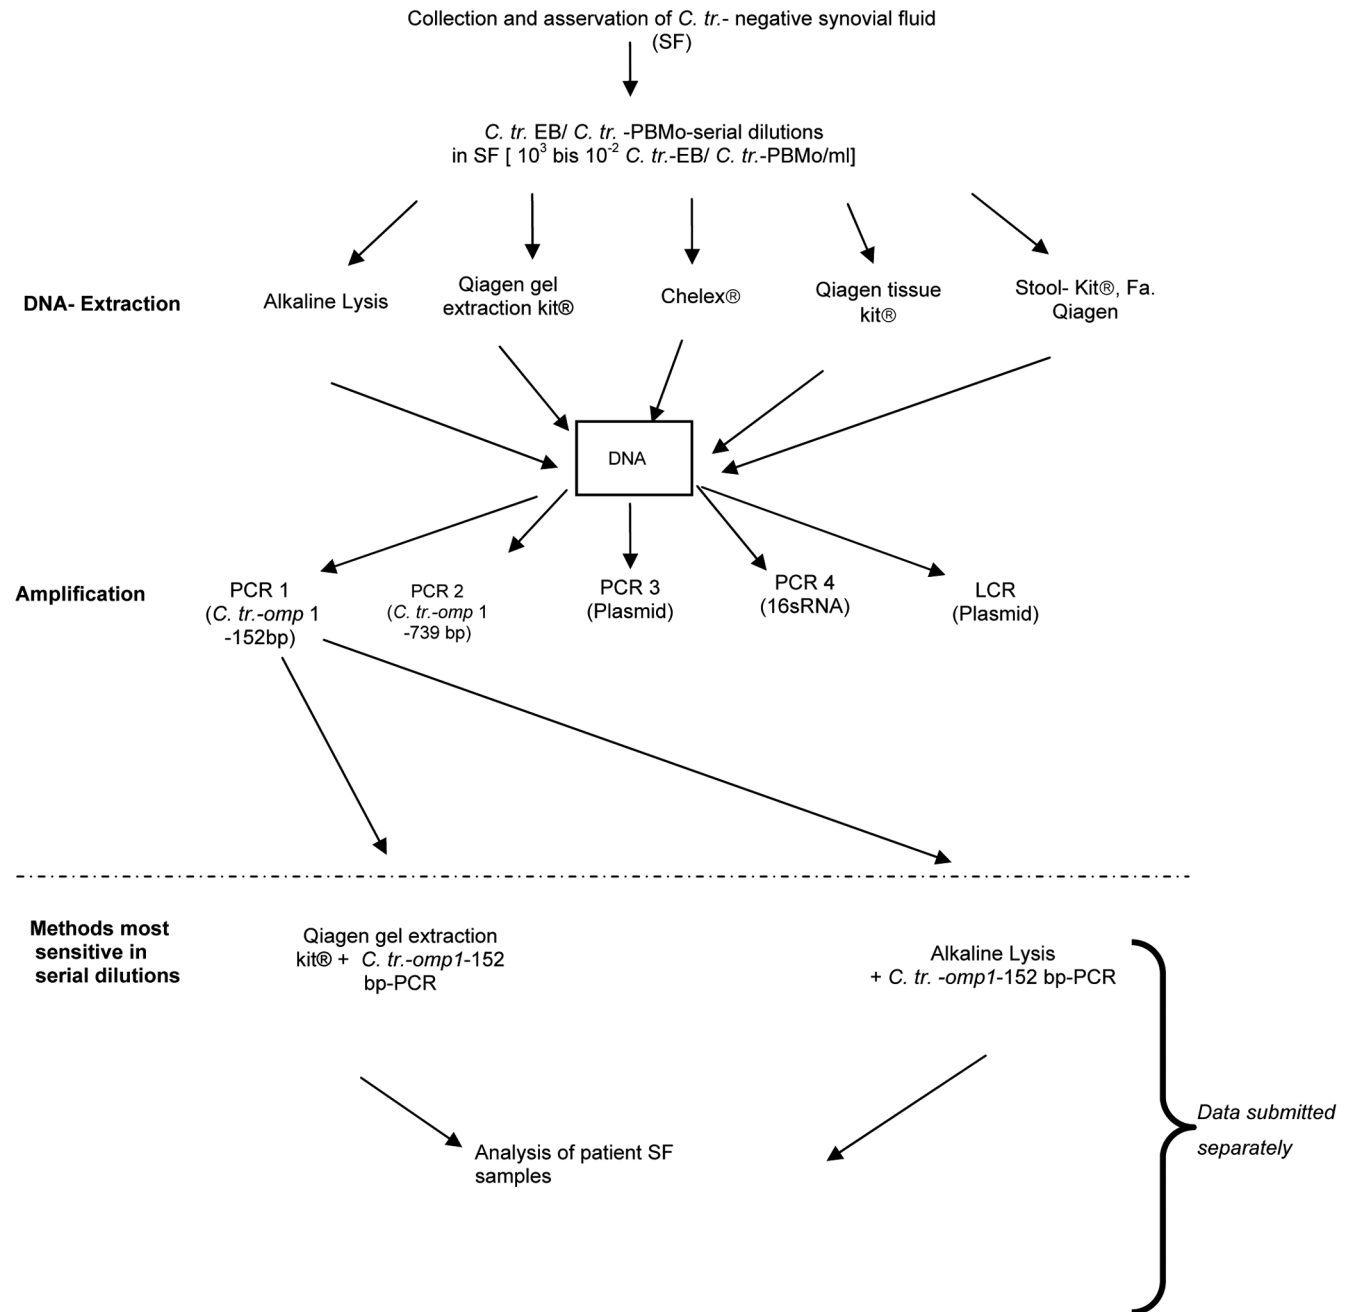 Collection and asservation of C. tr.- negative synovial fluid
(SF)
C. tr. EB/ C. tr. -PBMo-serial dilutions
in SF [ 10³ bis 10⁻² C. tr.-EB/ C. tr.-PBMo/ml]
DNA- Extraction
Alkaline Lysis
Qiagen gel
extraction kit®
Chelex®
Qiagen tissue
kit®
Stool- Kit®, Fa.
Qiagen
DNA
Amplification
PCR 1
(C. tr.-omp 1
-152bp)
PCR 2
(C. tr.-omp 1
-739 bp)
PCR 3
(Plasmid)
PCR 4
(16sRNA)
LCR
(Plasmid)
Methods most
sensitive in
serial dilutions
Qiagen gel extraction
kit® + C. tr.-omp1-152
bp-PCR
Alkaline Lysis
+ C. tr. -omp1-152 bp-PCR
Analysis of patient SF
samples
Data submitted
separately